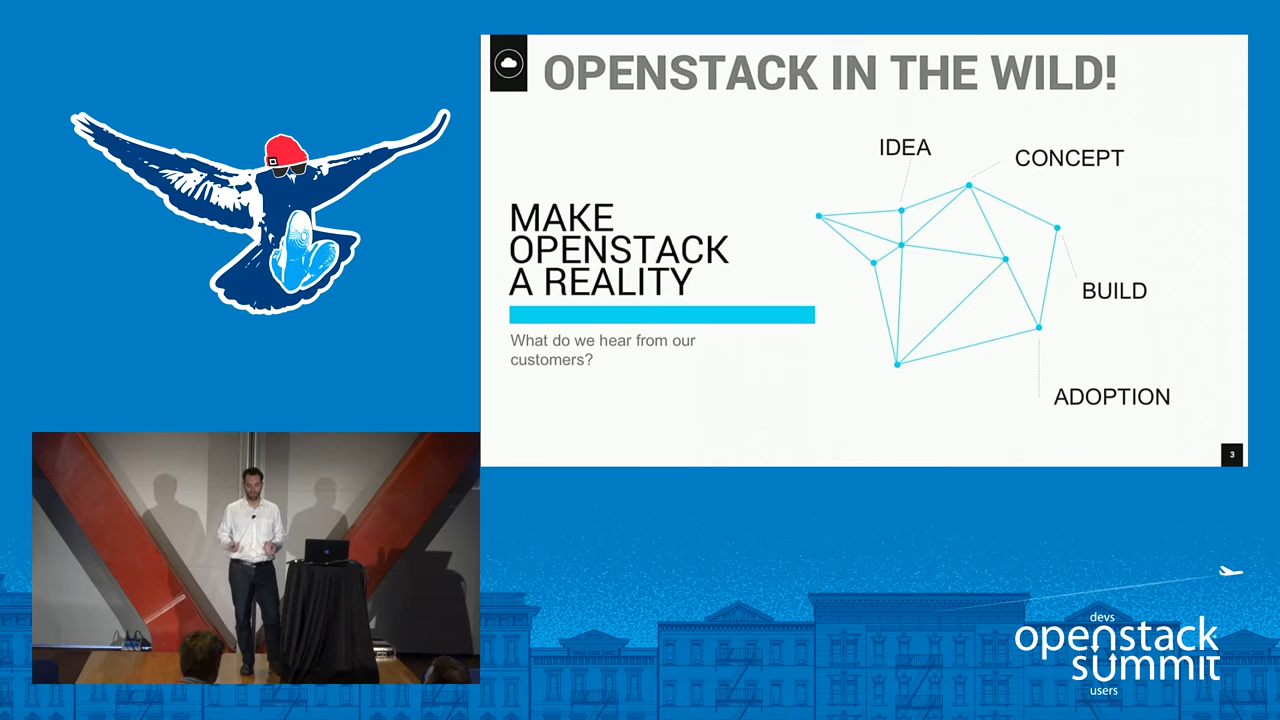 OPENSTACK IN THE WILD!
IDEA
CONCEPT
MAKE
OPENSTACK
A REALITY
What do we hear from our
customers?
BUILD
ADOPTION
3
devs
openstack
summit
users